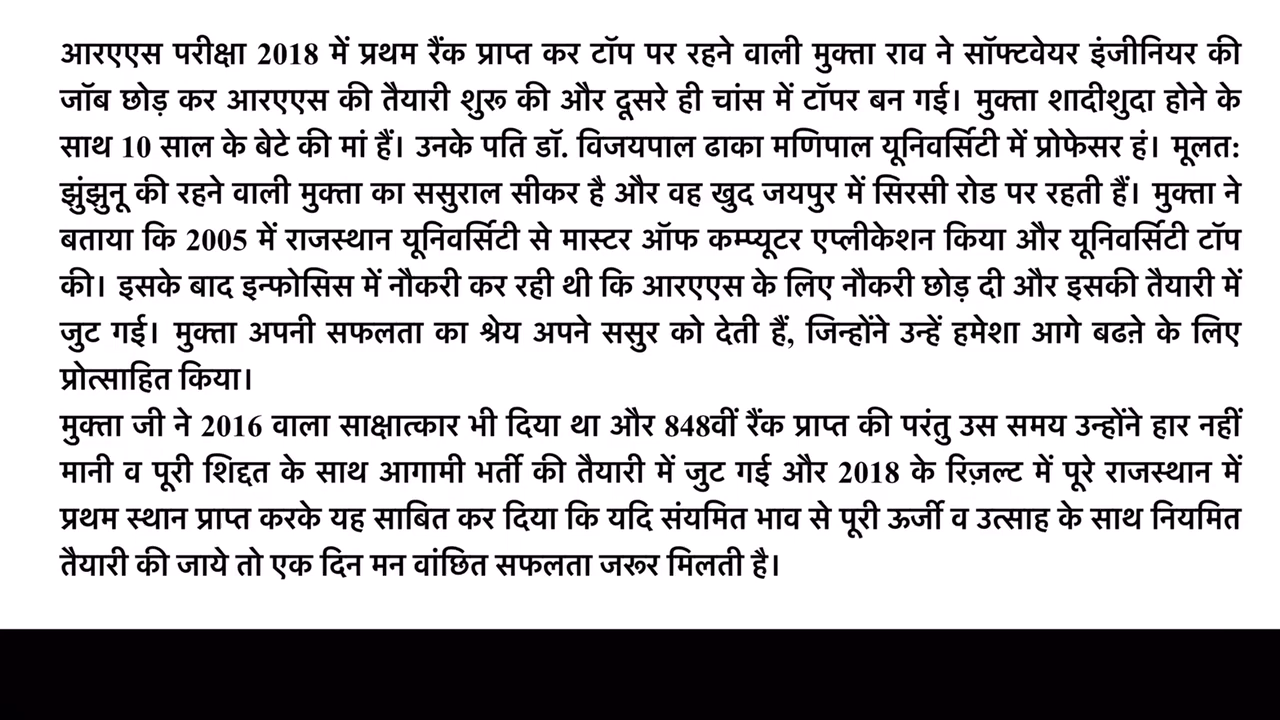 आरएएस परीक्षा 2018 में प्रथम रैंक प्राप्त कर टॉप पर रहने वाली मुक्ता राव ने सॉफ्टवेयर इंजीनियर की
जॉब छोड़ कर आरएएस की तैयारी शुरू की और दूसरे ही चांस में टॉपर बन गई। मुक्ता शादीशुदा होने के
साथ 10 साल के बेटे की मां हैं। उनके पति डॉ. विजयपाल ढाका मणिपाल यूनिवर्सिटी में प्रोफेसर हं। मूलत:
झुंझुनू की रहने वाली मुक्ता का ससुराल सीकर है और वह खुद जयपुर में सिरसी रोड पर रहती हैं। मुक्ता ने
बताया कि 2005 में राजस्थान यूनिवर्सिटी से मास्टर ऑफ कम्प्यूटर एप्लीकेशन किया और यूनिवर्सिटी टॉप
की। इसके बाद इन्फोसिस में नौकरी कर रही थी कि आरएएस के लिए नौकरी छोड़ दी और इसकी तैयारी में
जुट गई। मुक्ता अपनी सफलता का श्रेय अपने ससुर को देती हैं, जिन्होंने उन्हें हमेशा आगे बढऩे के लिए
प्रोत्साहित किया।
मुक्ता जी ने 2016 वाला साक्षात्कार भी दिया था और 848वीं रैंक प्राप्त की परंतु उस समय उन्होंने हार नहीं
मानी व पूरी शिद्दत के साथ आगामी भर्ती की तैयारी में जुट गई और 2018 के रिज़ल्ट में पूरे राजस्थान में
प्रथम स्थान प्राप्त करके यह साबित कर दिया कि यदि संयमित भाव से पूरी ऊर्जी व उत्साह के साथ नियमित
तैयारी की जाये तो एक दिन मन वांछित सफलता जरूर मिलती है।